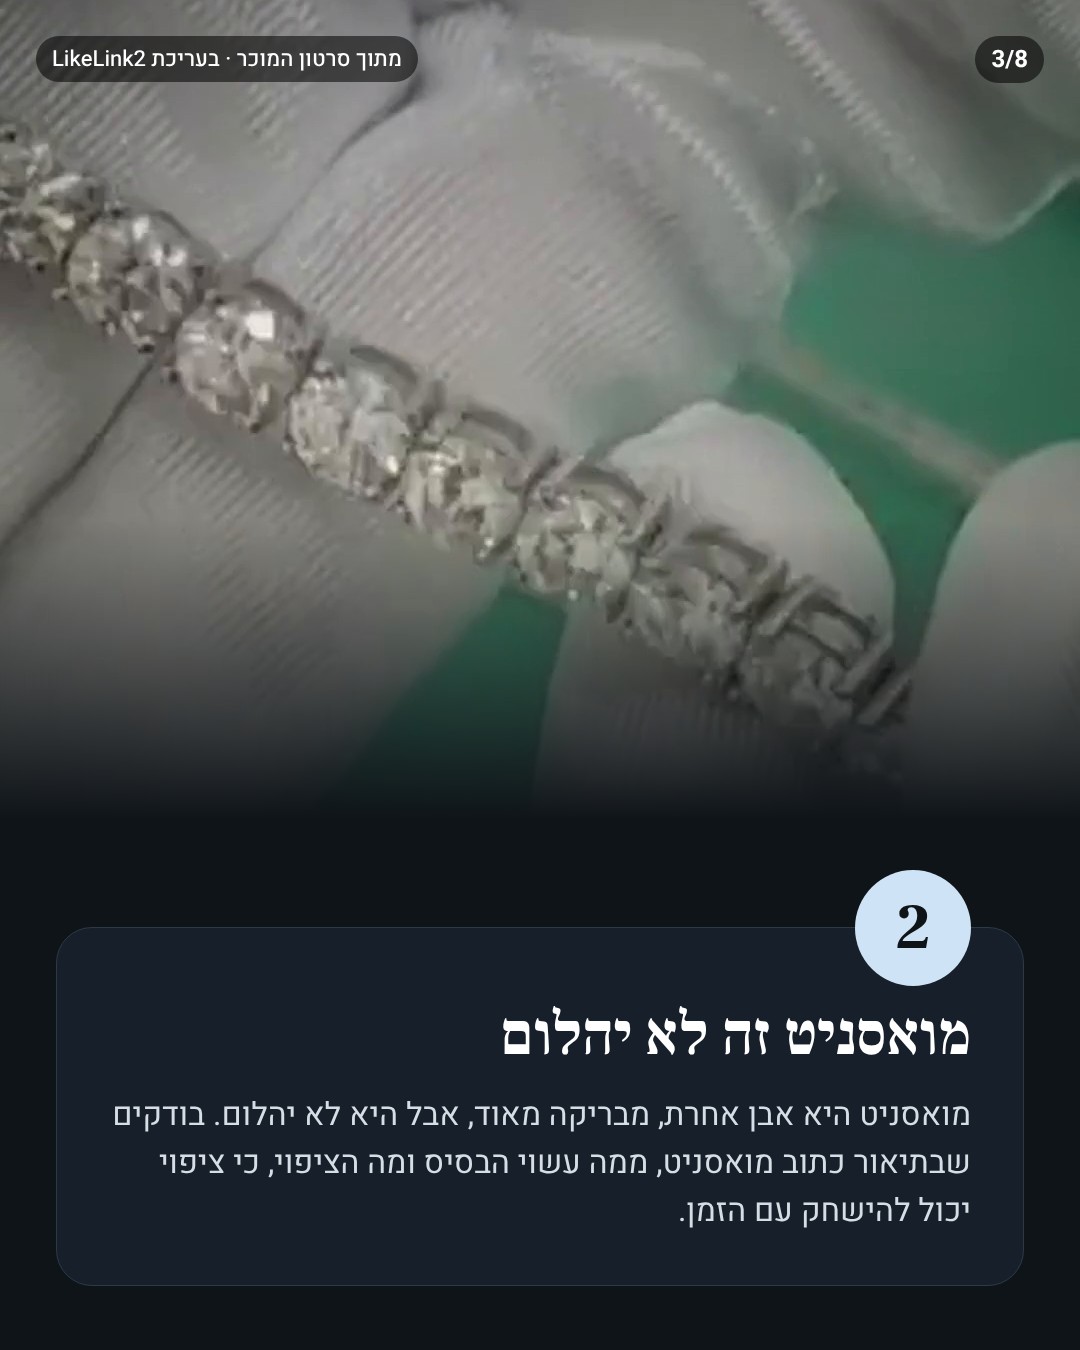 מתוך סרטון המוכר · בעריכת LikeLink2
3/8
2
מואסניט זה לא יהלום
מואסניט היא אבן אחרת, מבריקה מאוד, אבל היא לא יהלום. בודקים
שבתיאור כתוב מואסניט, ממה עשוי הבסיס ומה הציפוי, כי ציפוי
יכול להישחק עם הזמן.